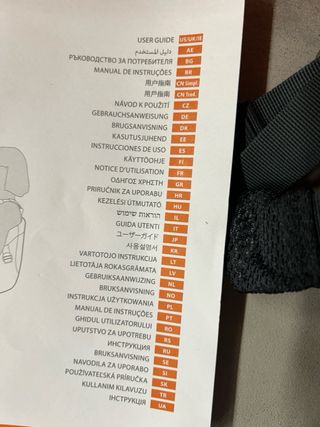 USER GUIDE US/UK/IE
دليل المستخدم AE
РЪКОВОДСТВО ЗА ПОТРЕБИТЕЛЯ BG
MANUAL DE INSTRUÇÕES BR
用户指南 CN Simpl.
用戶指南 CN Trad.
NÁVOD K POUŽITÍ CZ
GEBRAUCHSANWEISUNG DE
BRUGSANVISNING DK
KASUTUSJUHEND EE
INSTRUCCIONES DE USO ES
KÄYTTÖOHJE FI
NOTICE D'UTILISATION FR
ΟΔΗΓΟΣ ΧΡΗΣΤΗ GR
PRIRUČNIK ZA UPORABU HR
KEZELÉSI ÚTMUTATÓ HU
הוראות שימוש IL
GUIDA UTENTI IT
ユーザーガイド JP
사용설명서 KR
VARTOTOJO INSTRUKCIJA LT
LIETOTĀJA ROKASGRĀMATA LV
GEBRUIKSAANWIJZING NL
BRUKSANVISNING NO
INSTRUKCJA UŻYTKOWANIA PL
MANUAL DE INSTRUÇÕES PT
GHIDUL UTILIZATORULUI RO
UPUTSTVO ZA UPOTREBU RS
ИНСТРУКЦИЯ RU
BRUKSANVISNING SE
NAVODILA ZA UPORABO SI
POUŽÍVATEĽSKÁ PRÍRUČKA SK
KULLANIM KILAVUZU TR
ІНСТРУКЦІЯ UA